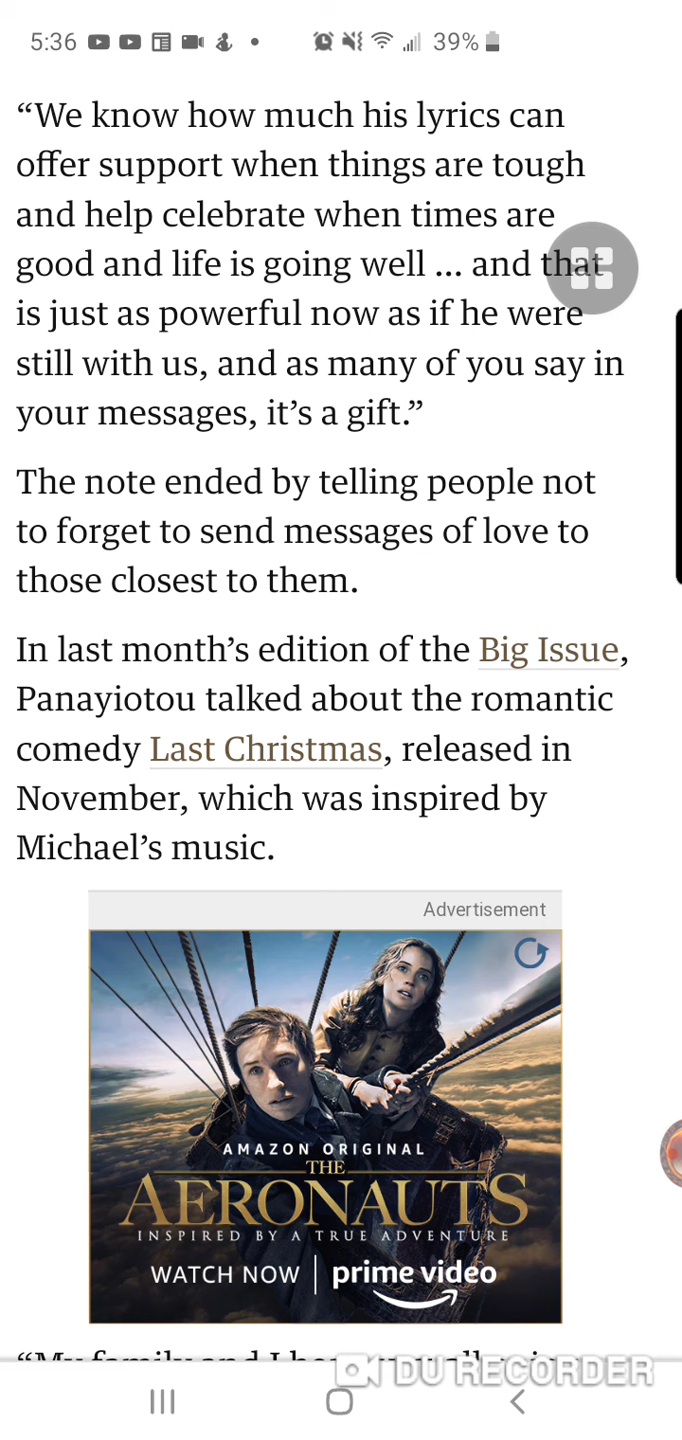 5:36
39%
“We know how much his lyrics can
offer support when things are tough
and help celebrate when times are
good and life is going well ... and that
is just as powerful now as if he were
still with us, and as many of you say in
your messages, it’s a gift.”
The note ended by telling people not
to forget to send messages of love to
those closest to them.
In last month’s edition of the Big Issue,
Panayiotou talked about the romantic
comedy Last Christmas, released in
November, which was inspired by
Michael’s music.
Advertisement
AMAZON ORIGINAL
THE
AERONAUTS
INSPIRED BY A TRUE ADVENTURE
WATCH NOW | prime video
“My family and I
DU RECORDER